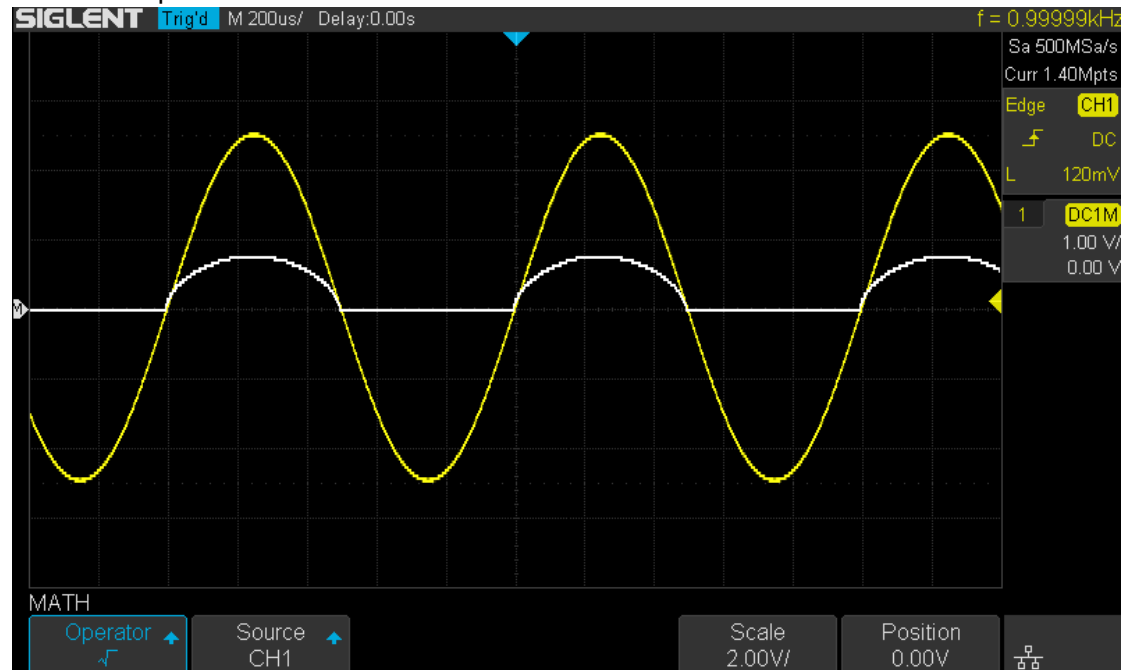 SIGLENT Trig'd M 200us/ Delay:0.00s f = 0.99999kHz
Sa 500MSa/s
Curr 1.40Mpts
Edge CH1
DC
L 120mV
1 DC1M
1.00 V/
0.00 V
M
MATH
Operator Source Scale Position
√ CH1 2.00V/ 0.00V